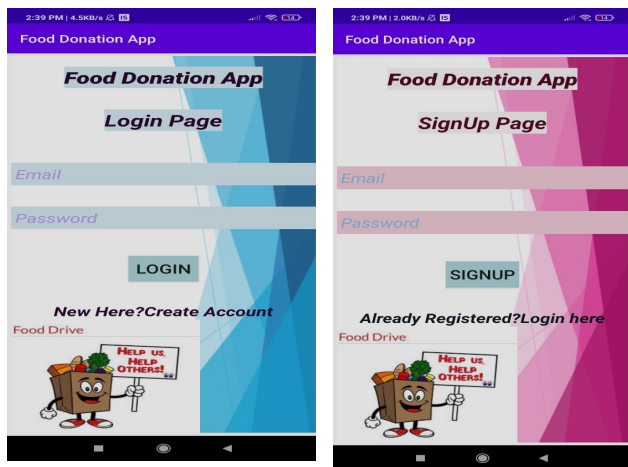 2:39 PM | 4.5KB/s
Food Donation App
Food Donation App
Login Page
Email
Password
LOGIN
New Here?Create Account
Food Drive
HELP US,
HELP
OTHERS!
2:39 PM | 2.0KB/s
Food Donation App
Food Donation App
SignUp Page
Email
Password
SIGNUP
Already Registered?Login here
Food Drive
HELP US,
HELP
OTHERS!